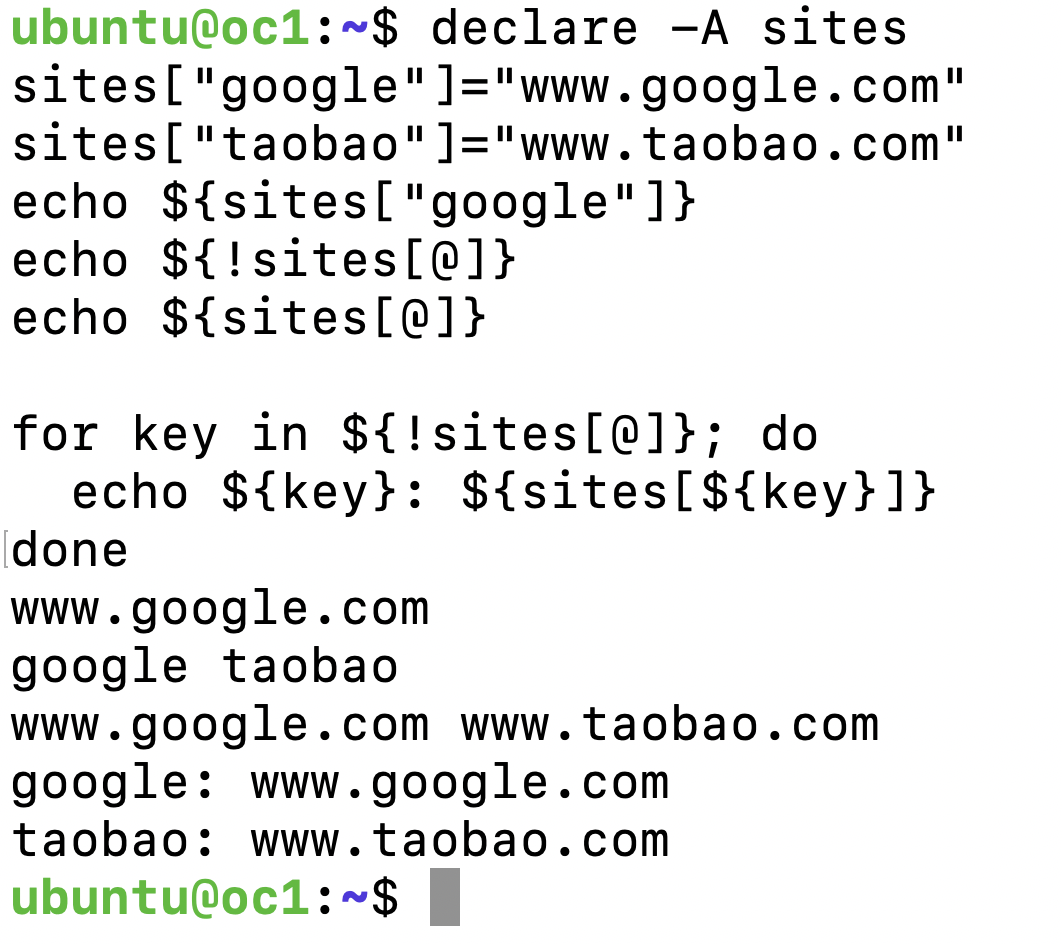 ubuntu@oc1:~$ declare -A sites
sites["google"]="www.google.com"
sites["taobao"]="www.taobao.com"
echo ${sites["google"]}
echo ${!sites[@]}
echo ${sites[@]}

for key in ${!sites[@]}; do
  echo ${key}: ${sites[${key}]}
done
www.google.com
google taobao
www.google.com www.taobao.com
google: www.google.com
taobao: www.taobao.com
ubuntu@oc1:~$